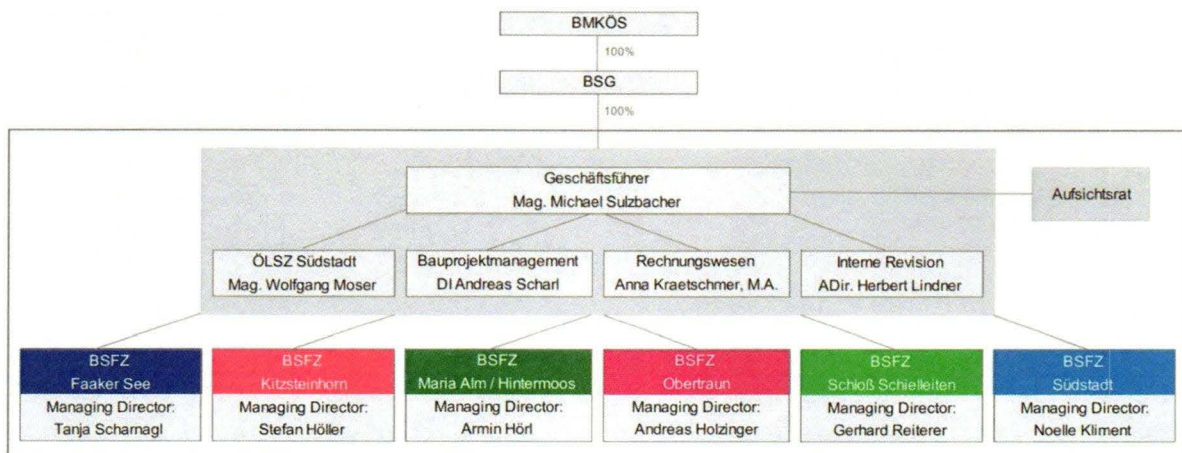 BMKÖS
100%
BSG
100%
Geschäftsführer
Mag. Michael Sulzbacher
Aufsichtsrat
ÖLSZ Südstadt
Mag. Wolfgang Moser
Bauprojektmanagement
DI Andreas Scharl
Rechnungswesen
Anna Kraetschmer, M.A.
Interne Revision
ADir. Herbert Lindner
BSFZ
Faaker See
Managing Director:
Tanja Scharnagl
BSFZ
Kitzsteinhorn
Managing Director:
Stefan Höller
BSFZ
Maria Alm / Hintermoos
Managing Director:
Armin Hörl
BSFZ
Obertraun
Managing Director:
Andreas Holzinger
BSFZ
Schloß Schielleiten
Managing Director:
Gerhard Reiterer
BSFZ
Südstadt
Managing Director:
Noelle Kliment